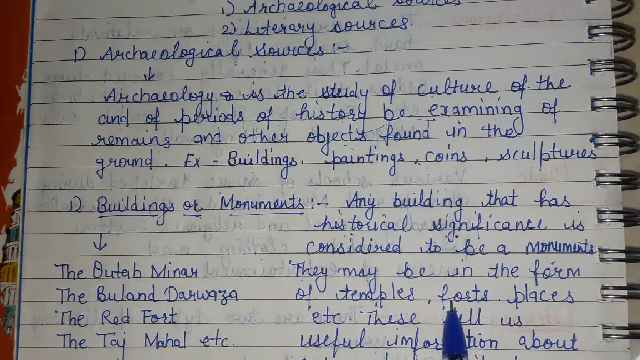 1) Archaeological sources
2) Literary sources
1) Archaeological sources :-
↓
Archaeology → is the study of culture of the
and of periods of history be examining of
remains and other objects found in the
ground. Ex - Buildings, paintings, coins, sculptures
1) Buildings or Monuments :- Any building that has
historical significance is
↓ considired to be a monuments
The Qutab Minar They may be in the form
The Buland Darwaza of temples, forts places
The Red Fort etc. These us
The Taj Mahal etc. useful information about